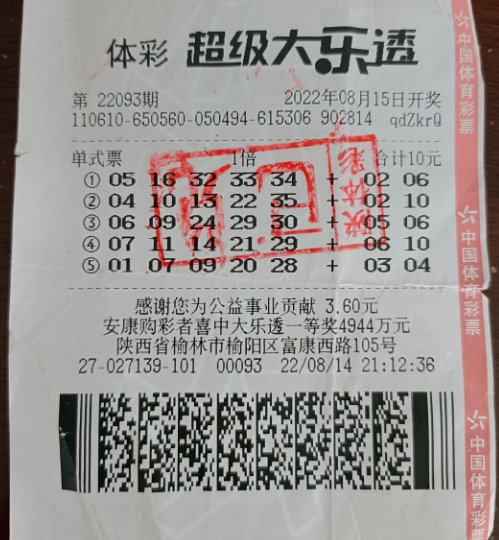 体彩 超级大乐透
第 22093期 2022年08月15日开奖
110610-650560-050494-615306 902814 qdZkrQ
单式票 1倍 合计10元
① 05 16 32 33 34 + 02 06
② 04 10 13 22 35 + 02 10
③ 06 09 24 29 30 + 05 06
④ 07 11 14 21 29 + 06 10
⑤ 01 07 09 20 28 + 03 04
感谢您为公益事业贡献 3.60元
安康购彩者喜中大乐透一等奖4944万元
陕西省榆林市榆阳区富康西路105号
27-027139-101 00093 22/08/14 21:12:36
中国体育彩票
中国体育彩票
中国体育彩票